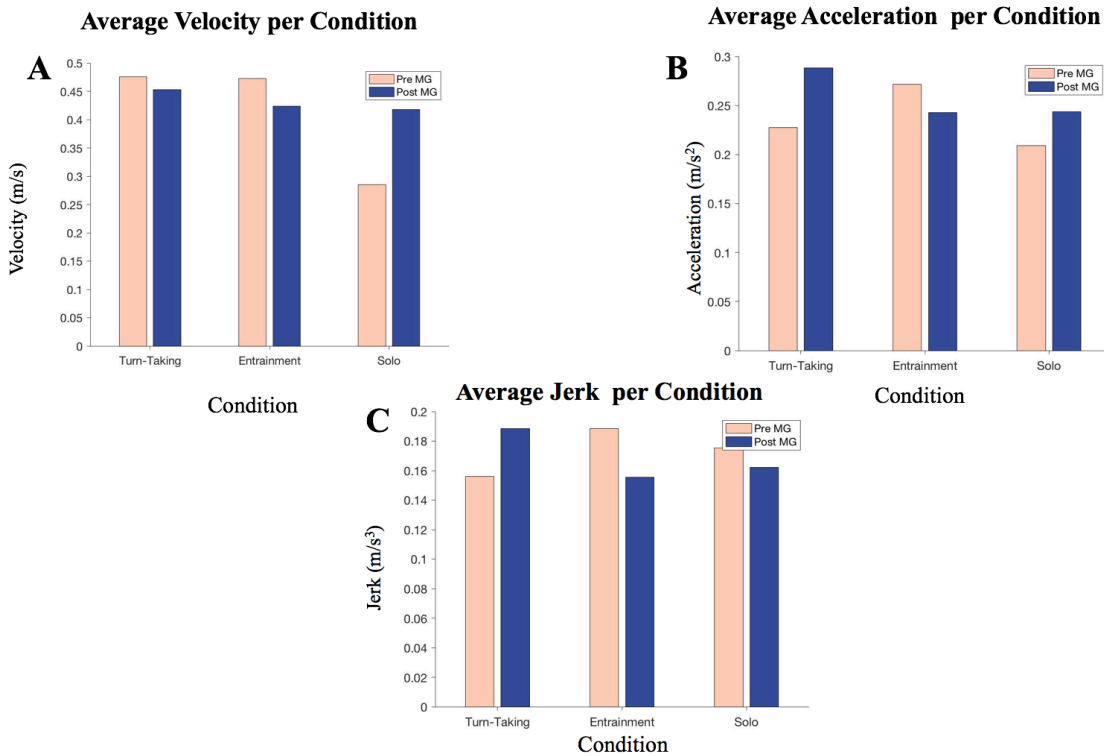 Average Velocity per Condition
A
Velocity (m/s)
0.5
0.45
0.4
0.35
0.3
0.25
0.2
0.15
0.1
0.05
0
Pre MG
Post MG
Turn-Taking Entrainment Solo
Condition
Average Acceleration per Condition
B
Acceleration (m/s²)
0.3
0.25
0.2
0.15
0.1
0.05
0
Pre MG
Post MG
Turn-Taking Entrainment Solo
Condition
Average Jerk per Condition
C
Jerk (m/s³)
0.2
0.18
0.16
0.14
0.12
0.1
0.08
0.06
0.04
0.02
0
Pre MG
Post MG
Turn-Taking Entrainment Solo
Condition